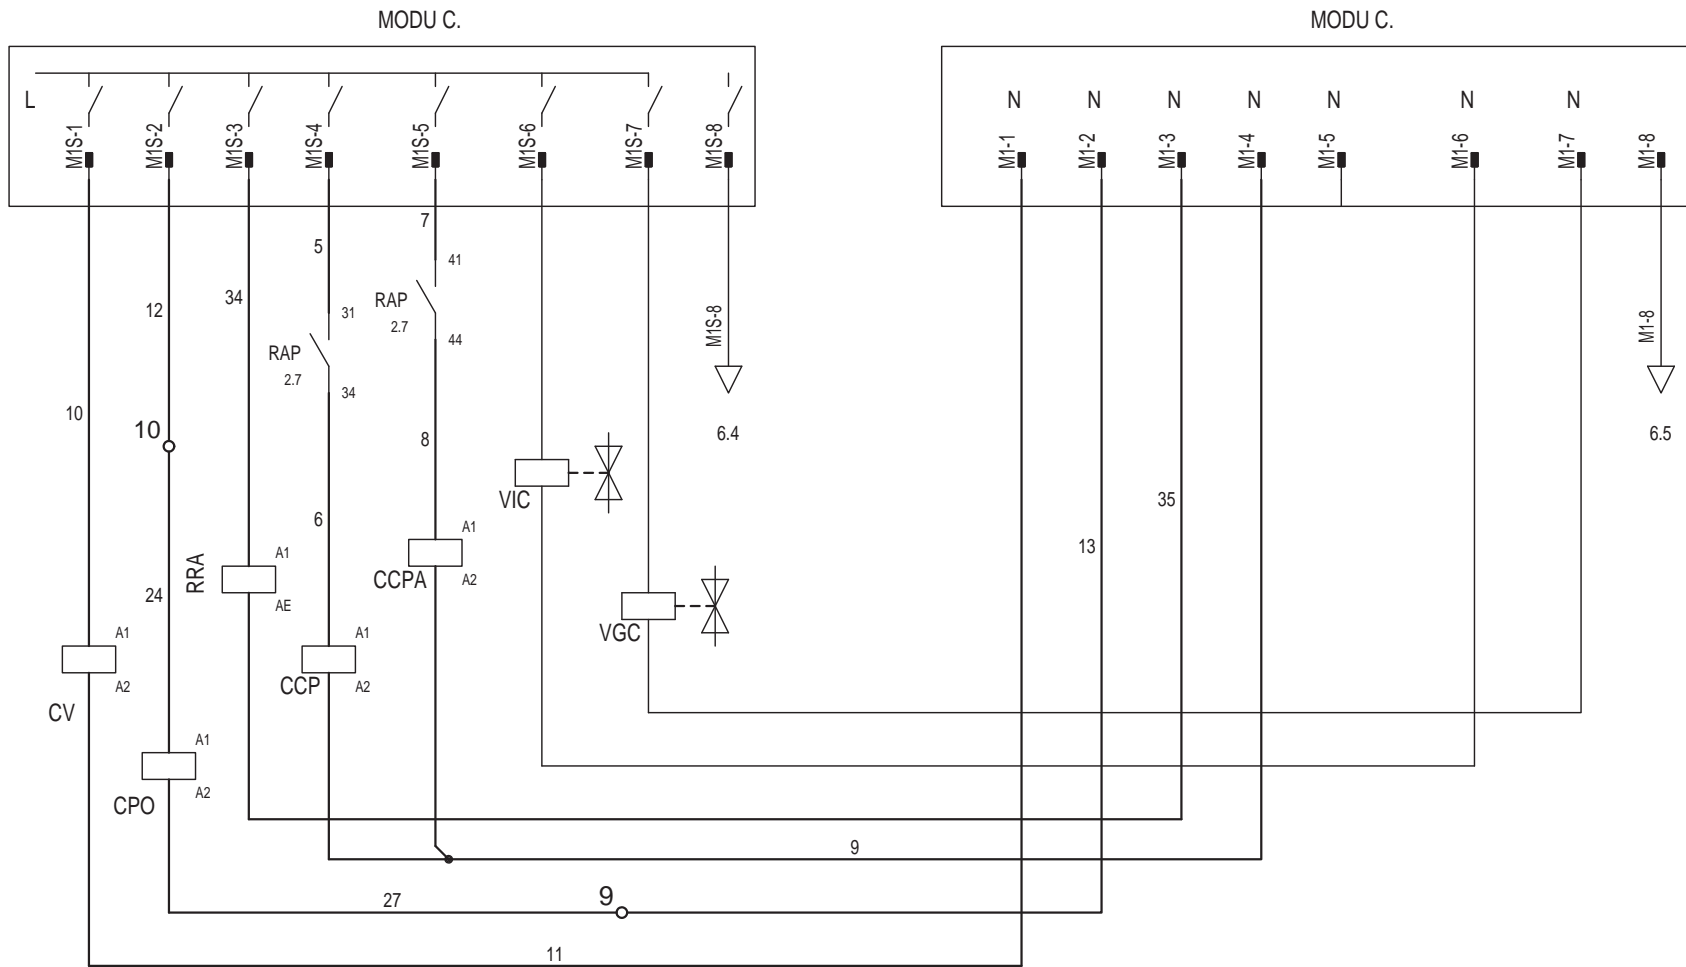 MODU C.
MODU C.
L
N N N N N N N
M1S-1 M1S-2 M1S-3 M1S-4 M1S-5 M1S-6 M1S-7 M1S-8
M1-1 M1-2 M1-3 M1-4 M1-5 M1-6 M1-7 M1-8
7
5
41
12
34
RAP
31
2.7
44
M1S-8
M1-8
RAP
2.7
34
10
10
8
6.4
6.5
VIC
35
6
A1
13
RRA
A1
CCPA
A2
24
AE
VGC
A1
A1
A2
CCP
A2
CV
A1
A2
CPO
9
27
9
11